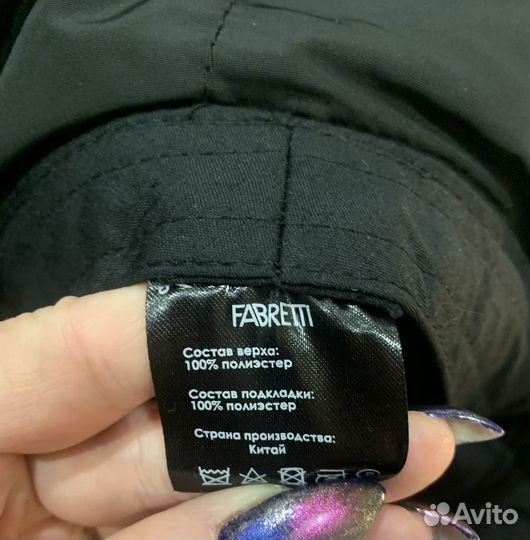 FABRETTI
Состав верха:
100% полиэстер
Состав подкладки:
100% полиэстер
Страна производства:
Китай
Avito